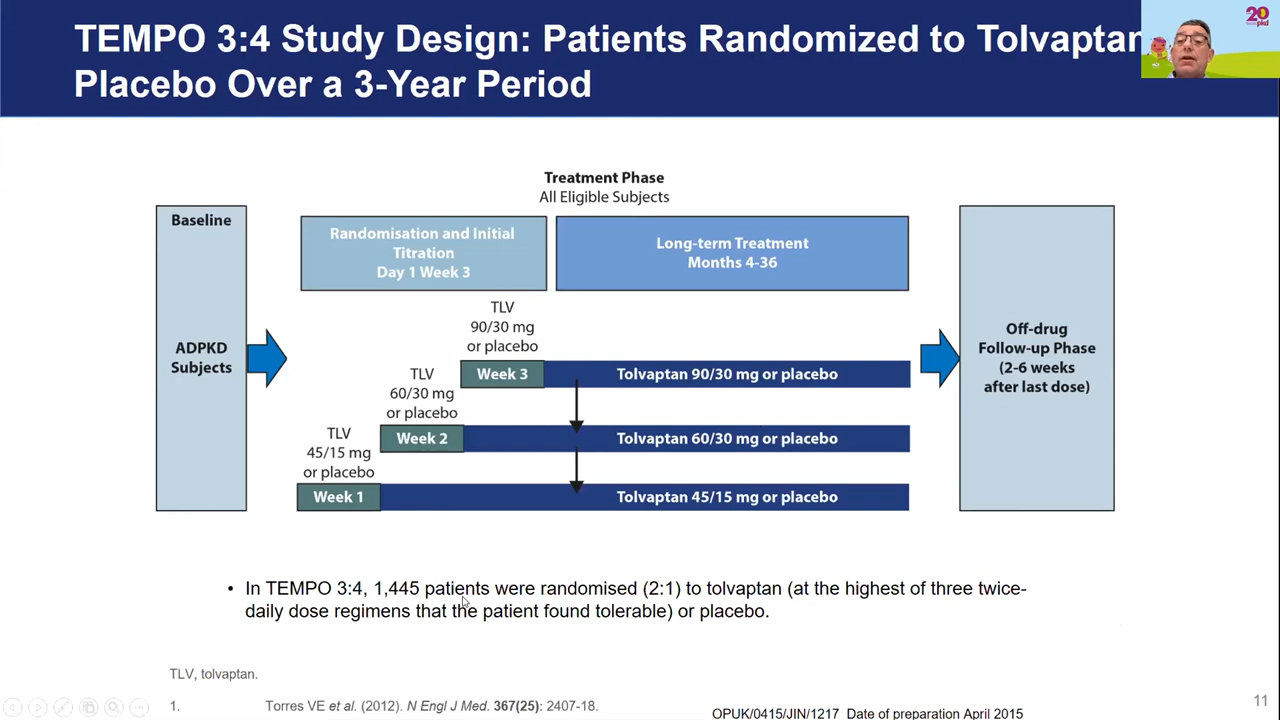 TEMPO 3:4 Study Design: Patients Randomized to Tolvaptan
Placebo Over a 3-Year Period
20
pkd
Treatment Phase
All Eligible Subjects
Baseline
ADPKD
Subjects
Randomisation and Initial
Titration
Day 1 Week 3
Long-term Treatment
Months 4-36
TLV
90/30 mg
or placebo
Week 3
Tolvaptan 90/30 mg or placebo
TLV
60/30 mg
or placebo
Week 2
Tolvaptan 60/30 mg or placebo
TLV
45/15 mg
or placebo
Week 1
Tolvaptan 45/15 mg or placebo
Off-drug
Follow-up Phase
(2-6 weeks
after last dose)
• In TEMPO 3:4, 1,445 patients were randomised (2:1) to tolvaptan (at the highest of three twice-
daily dose regimens that the patient found tolerable) or placebo.
TLV, tolvaptan.
1. Torres VE et al. (2012). N Engl J Med. 367(25): 2407-18.
OPUK/0415/JIN/1217 Date of preparation April 2015
11